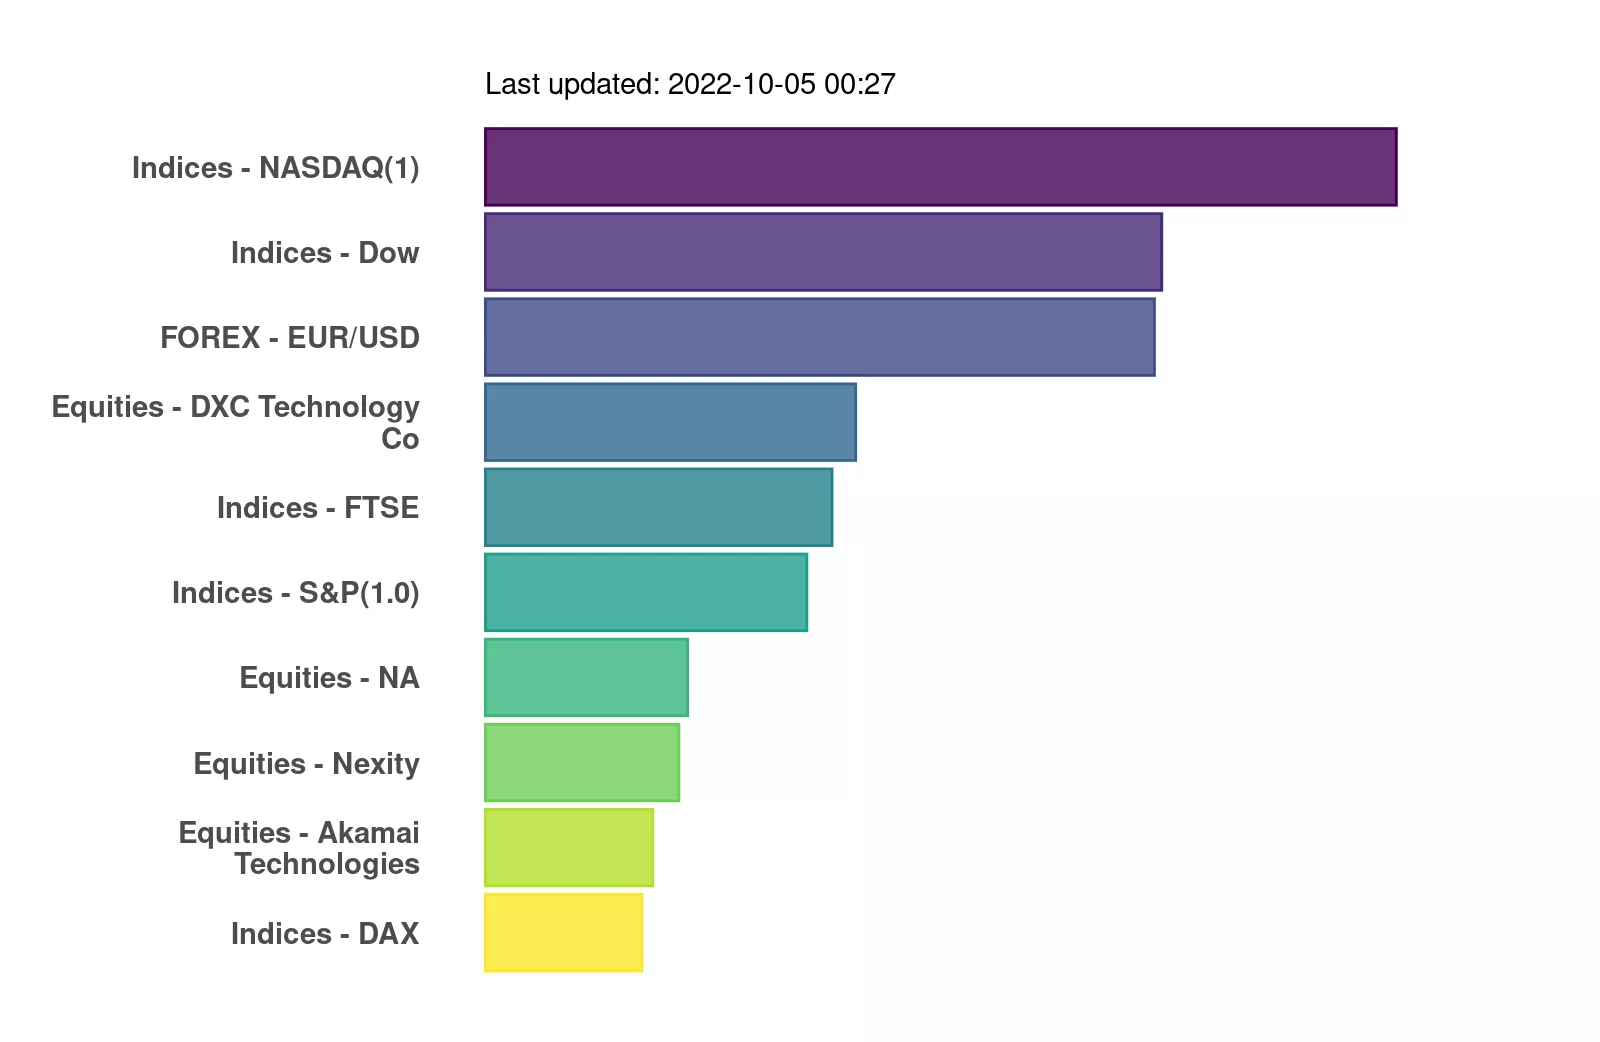 Last updated: 2022-10-05 00:27
Indices - NASDAQ(1)
Indices - Dow
FOREX - EUR/USD
Equities - DXC Technology
Co
Indices - FTSE
Indices - S&P(1.0)
Equities - NA
Equities - Nexity
Equities - Akamai
Technologies
Indices - DAX